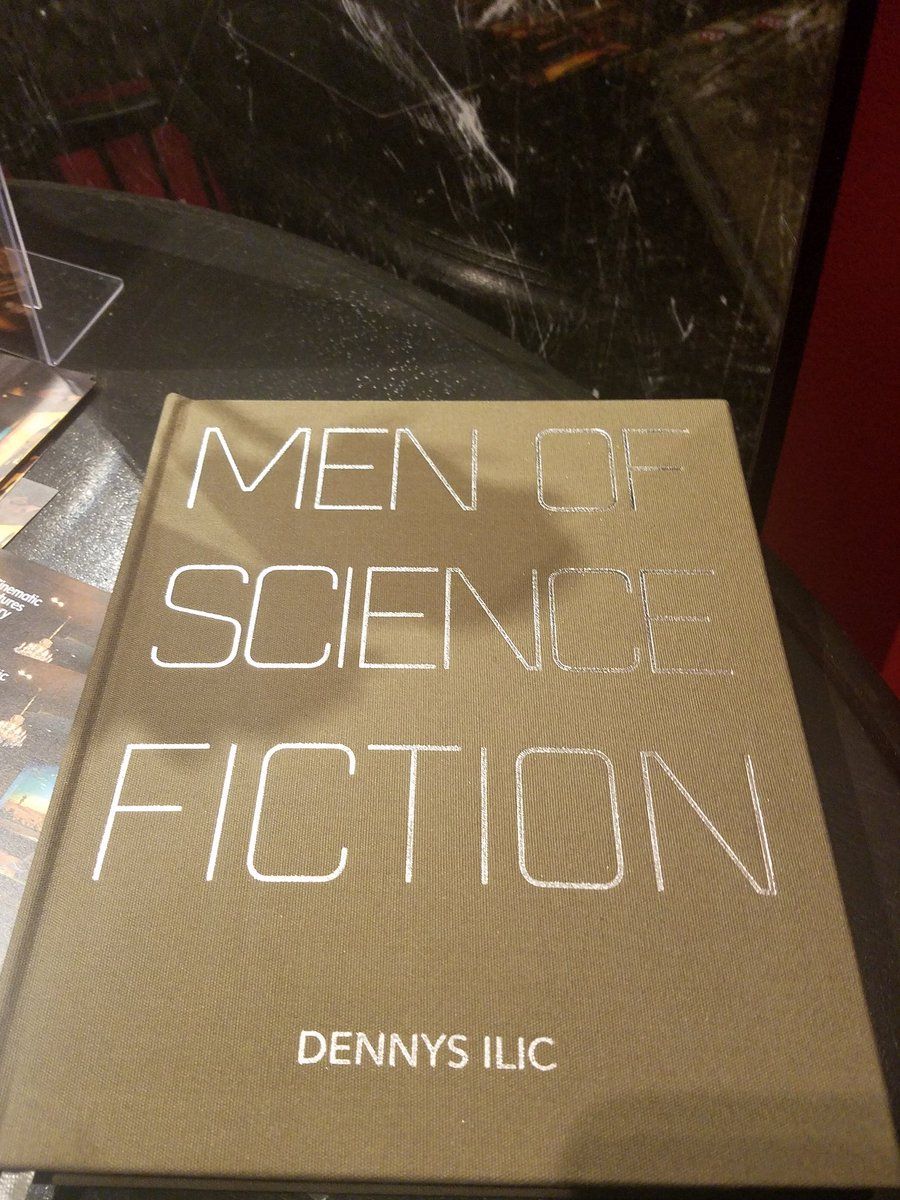 MEN OF
SCIENCE
FICTION
DENNYS ILIC